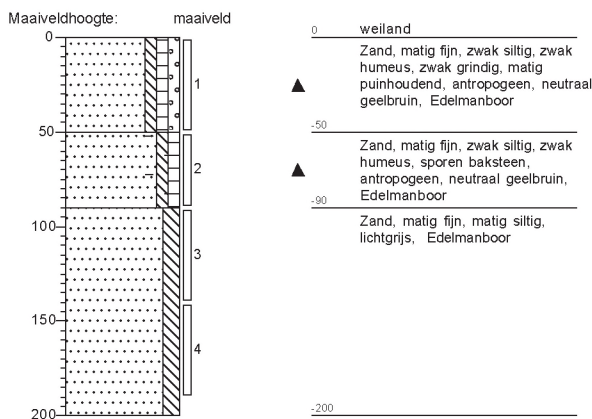 Maaiveldhoogte: maaiveld
0
50
100
150
200
1
2
3
4
0 weiland
Zand, matig fijn, zwak siltig, zwak
humeus, zwak grindig, matig
puinhoudend, antropogeen, neutraal
geelbruin, Edelmanboor
-50
Zand, matig fijn, zwak siltig, zwak
humeus, sporen baksteen,
antropogeen, neutraal geelbruin,
Edelmanboor
-90
Zand, matig fijn, matig siltig,
lichtgrijs, Edelmanboor
-200